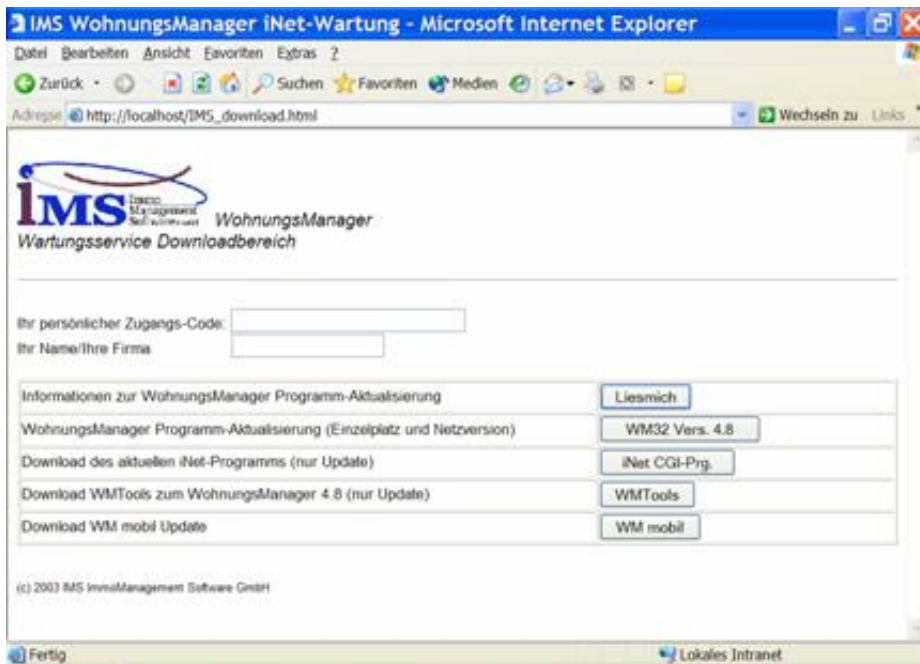 IMS WohnungsManager iNet-Wartung - Microsoft Internet Explorer
Datei Bearbeiten Ansicht Favoriten Extras ?
Zurück Suchen Favoriten Medien
Adresse http://localhost/IMS_download.html Wechseln zu Links
iMS Immo Management Software WohnungsManager
Wartungsservice Downloadbereich
Ihr persönlicher Zugangs-Code:
Ihr Name/Ihre Firma
Informationen zur WohnungsManager Programm-Aktualisierung Liesmich
WohnungsManager Programm-Aktualisierung (Einzelplatz und Netzversion) WM32 Vers. 4.8
Download des aktuellen iNet-Programms (nur Update) iNet CGI-Prg.
Download WMTools zum WohnungsManager 4.8 (nur Update) WMTools
Download WM mobil Update WM mobil
(c) 2003 IMS ImmoManagement Software GmbH
Fertig Lokales Intranet